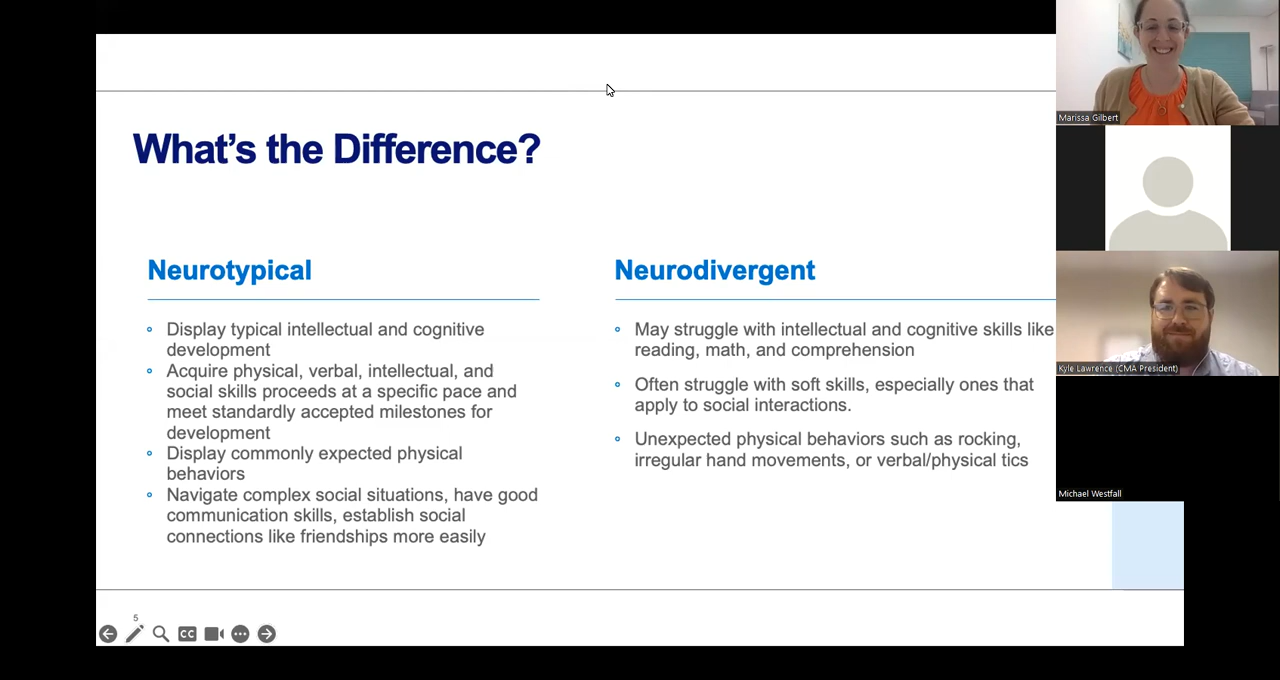 What's the Difference?
Neurotypical
Display typical intellectual and cognitive
development
Acquire physical, verbal, intellectual, and
social skills proceeds at a specific pace and
meet standardly accepted milestones for
development
Display commonly expected physical
behaviors
Navigate complex social situations, have good
communication skills, establish social
connections like friendships more easily
Neurodivergent
May struggle with intellectual and cognitive skills like
reading, math, and comprehension
Often struggle with soft skills, especially ones that
apply to social interactions.
Unexpected physical behaviors such as rocking,
irregular hand movements, or verbal/physical tics
5
CC
Marissa Gilbert
Kyle Lawrence (CMA President)
Michael Westfall